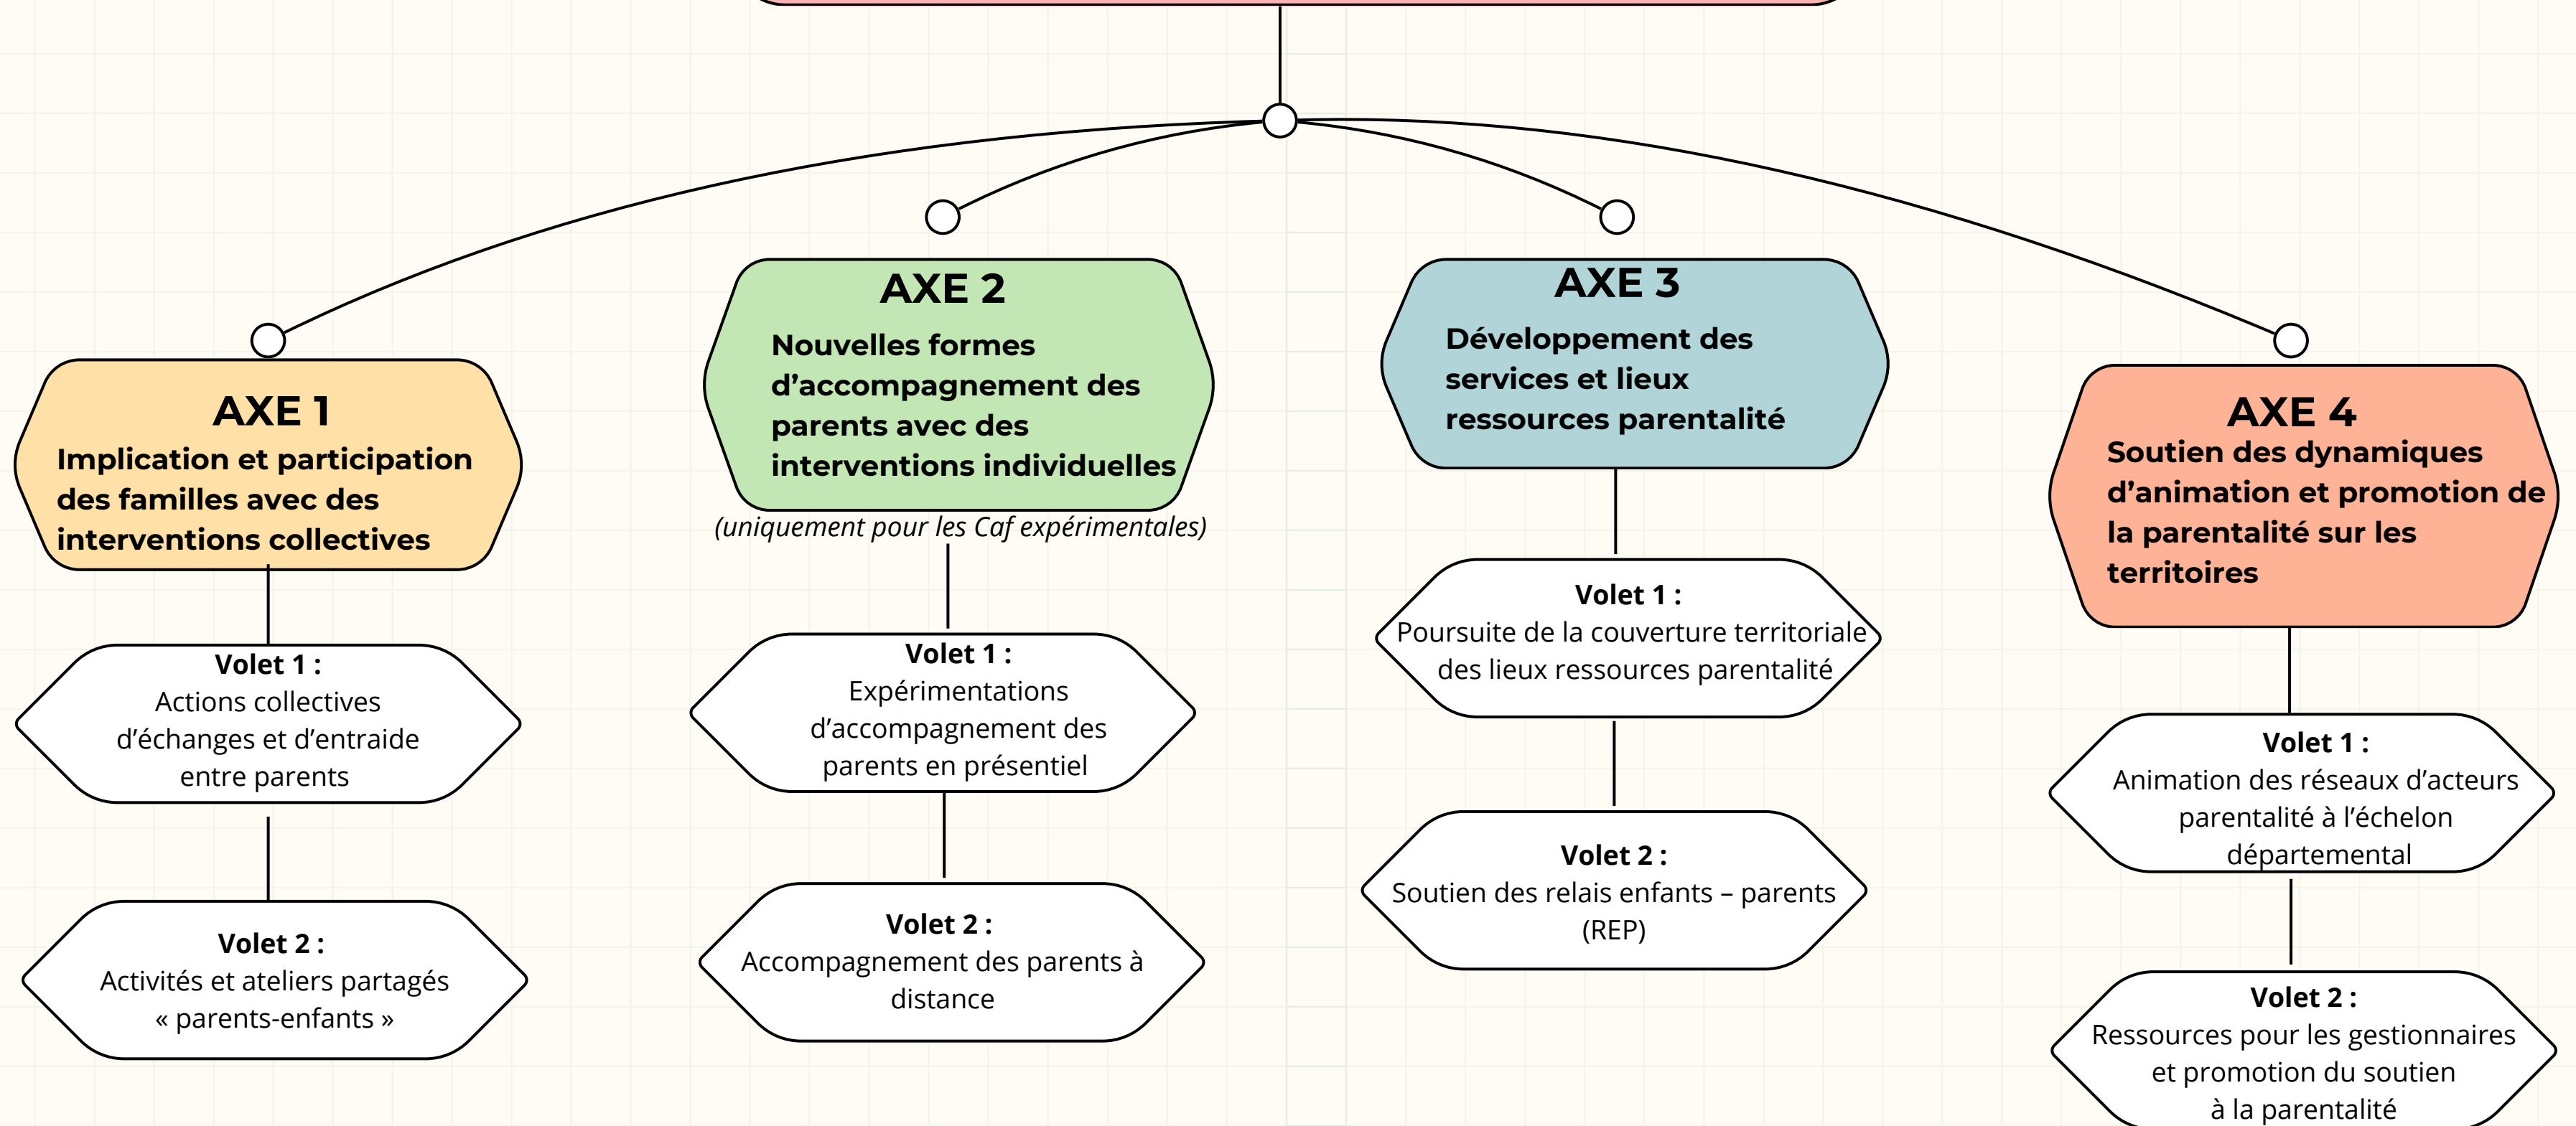 AXE 1
Implication et participation
des familles avec des
interventions collectives
Volet 1 :
Actions collectives
d’échanges et d’entraide
entre parents
Volet 2 :
Activités et ateliers partagés
« parents-enfants »
AXE 2
Nouvelles formes
d’accompagnement des
parents avec des
interventions individuelles
(uniquement pour les Caf expérimentales)
Volet 1 :
Expérimentations
d’accompagnement des
parents en présentiel
Volet 2 :
Accompagnement des parents à
distance
AXE 3
Développement des
services et lieux
ressources parentalité
Volet 1 :
Poursuite de la couverture territoriale
des lieux ressources parentalité
Volet 2 :
Soutien des relais enfants – parents
(REP)
AXE 4
Soutien des dynamiques
d’animation et promotion de
la parentalité sur les
territoires
Volet 1 :
Animation des réseaux d’acteurs
parentalité à l’échelon
départemental
Volet 2 :
Ressources pour les gestionnaires
et promotion du soutien
à la parentalité